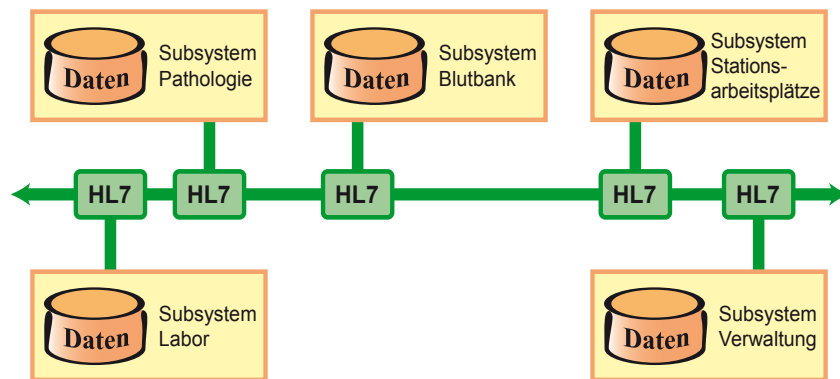 Daten
Subsystem
Pathologie
Daten
Subsystem
Blutbank
Daten
Subsystem
Stations-
arbeitsplätze
HL7
HL7
HL7
HL7
HL7
Daten
Subsystem
Labor
Daten
Subsystem
Verwaltung